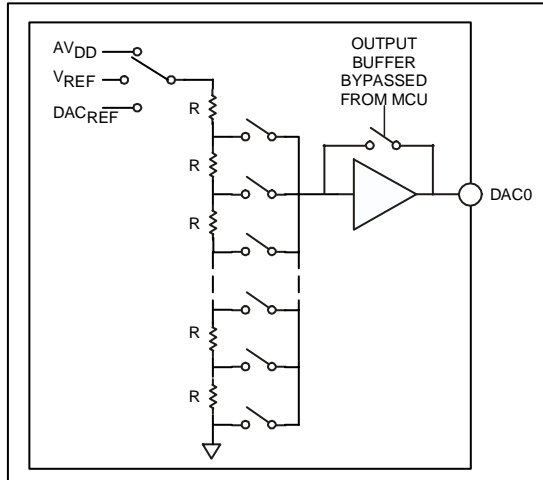 AVDD
VREF
DACREF
OUTPUT
BUFFER
BYPASSED
FROM MCU
R
R
R
DAC0
R
R